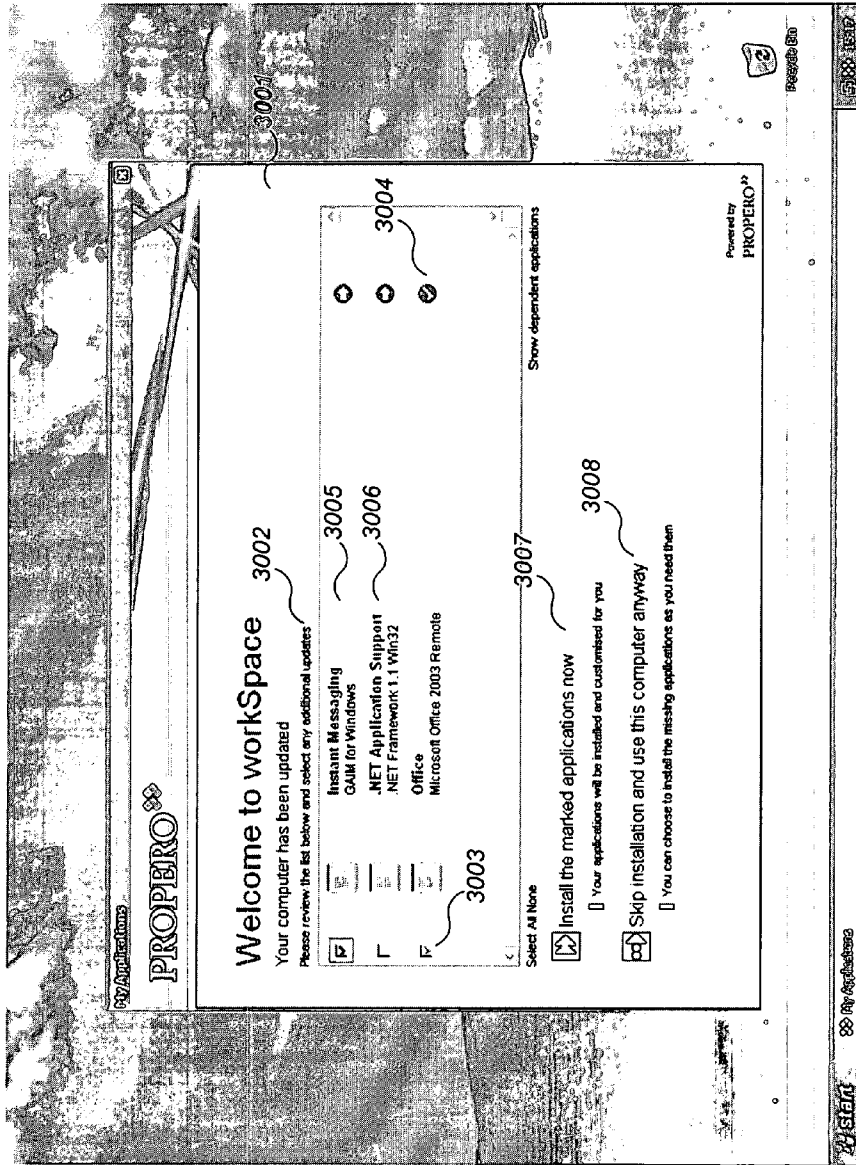 My Applications
PROPERO
3001
Welcome to workSpace
Your computer has been updated
3002
Please review the list below and select any additional updates
Instant Messaging
GAIM for Windows
3005
.NET Application Support
.NET Framework 1.1 Win32
3006
Office
Microsoft Office 2003 Remote
3003
3004
Select All None
Show dependent applications
3007
Install the marked applications now
Your applications will be installed and customised for you
3008
Skip installation and use this computer anyway
You can choose to install the missing applications as you need them
Powered by
PROPERO
Recycle Bin
start
My Applications